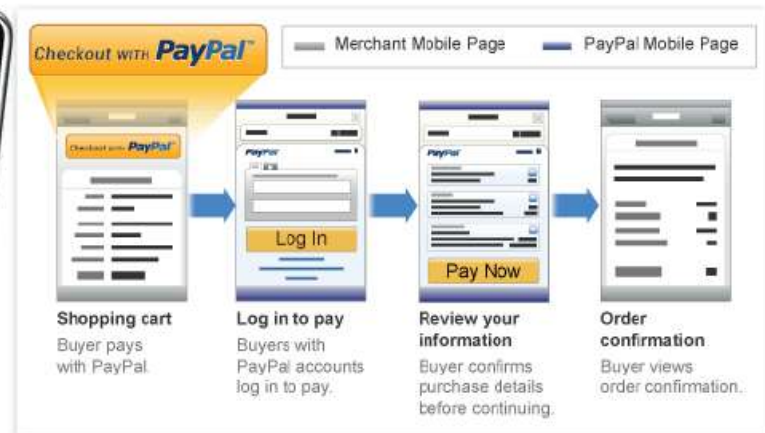 Checkout WITH PayPal™
Merchant Mobile Page
PayPal Mobile Page
Checkout WITH PayPal
PayPal
Log In
PayPal
Pay Now
Shopping cart
Buyer pays
with PayPal.
Log in to pay
Buyers with
PayPal accounts
log in to pay.
Review your
information
Buyer confirms
purchase details
before continuing.
Order
confirmation
Buyer views
order confirmation.